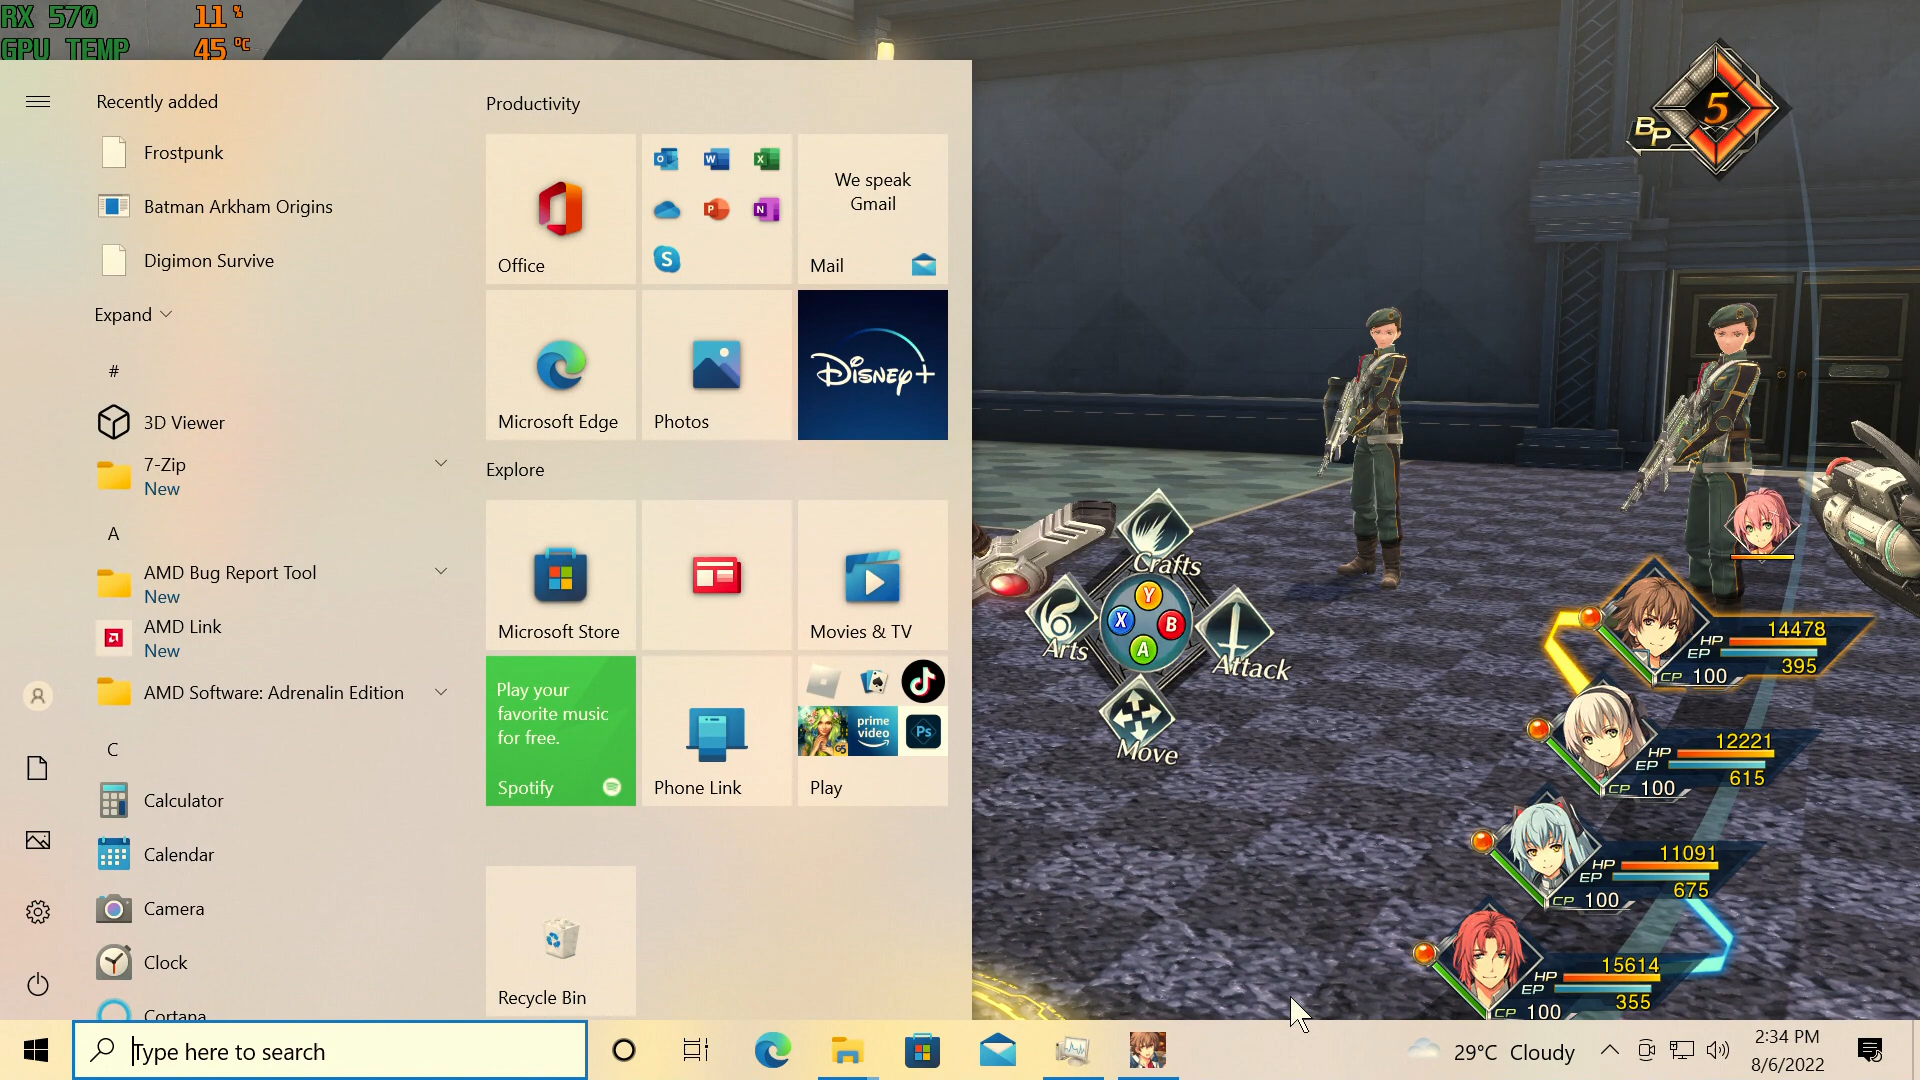 RX 570 11 %
GPU TEMP 45 °C
Recently added
Frostpunk
Batman Arkham Origins
Digimon Survive
Expand
#
3D Viewer
7-Zip
New
A
AMD Bug Report Tool
New
AMD Link
New
AMD Software: Adrenalin Edition
C
Calculator
Calendar
Camera
Clock
Cortana
Productivity
Office
O
W
X
P
N
S
We speak
Gmail
Mail
Microsoft Edge
Photos
Disney+
Explore
Microsoft Store
Movies & TV
Play your
favorite music
for free.
Spotify
Phone Link
G5
prime
video
Ps
Play
Recycle Bin
BP
5
Crafts
Y
X
B
A
Arts
Attack
Move
HP 14478
EP 395
CP 100
HP 12221
EP 615
CP 100
HP 11091
EP 675
CP 100
HP 15614
EP 355
CP 100
Type here to search
29°C Cloudy
2:34 PM
8/6/2022